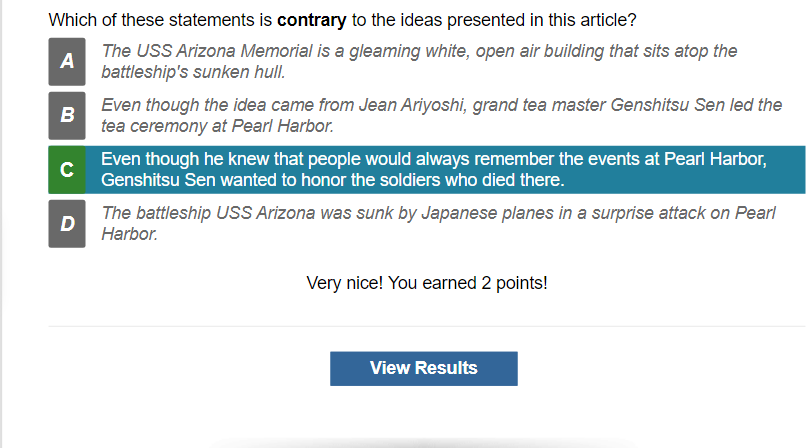 Which of these statements is contrary to the ideas presented in this article?
A
The USS Arizona Memorial is a gleaming white, open air building that sits atop the
battleship's sunken hull.
B
Even though the idea came from Jean Ariyoshi, grand tea master Genshitsu Sen led the
tea ceremony at Pearl Harbor.
C
Even though he knew that people would always remember the events at Pearl Harbor,
Genshitsu Sen wanted to honor the soldiers who died there.
D
The battleship USS Arizona was sunk by Japanese planes in a surprise attack on Pearl
Harbor.
Very nice! You earned 2 points!
View Results